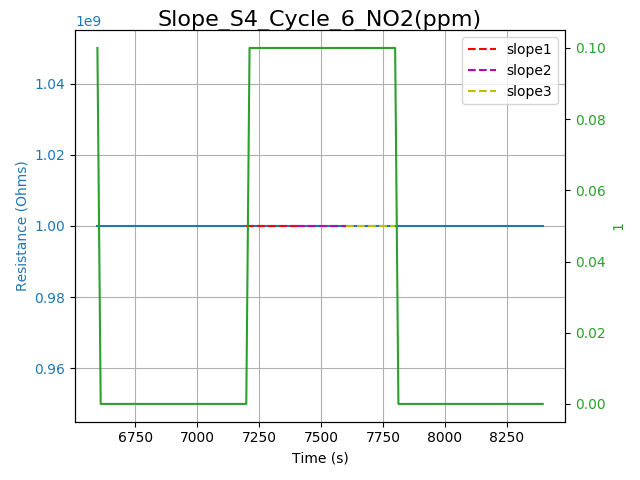 Slope_S4_Cycle_6_NO2(ppm)
1e9
slope1
slope2
slope3
1.04
1.02
1.00
0.98
0.96
Resistance (Ohms)
0.10
0.08
0.06
0.04
0.02
0.00
1
6750 7000 7250 7500 7750 8000 8250
Time (s)